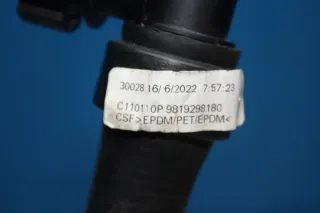 30028 16/ 6/2022 7:57:23
C110110P 9819298180
CSF >EPDM/PET/EPDM<